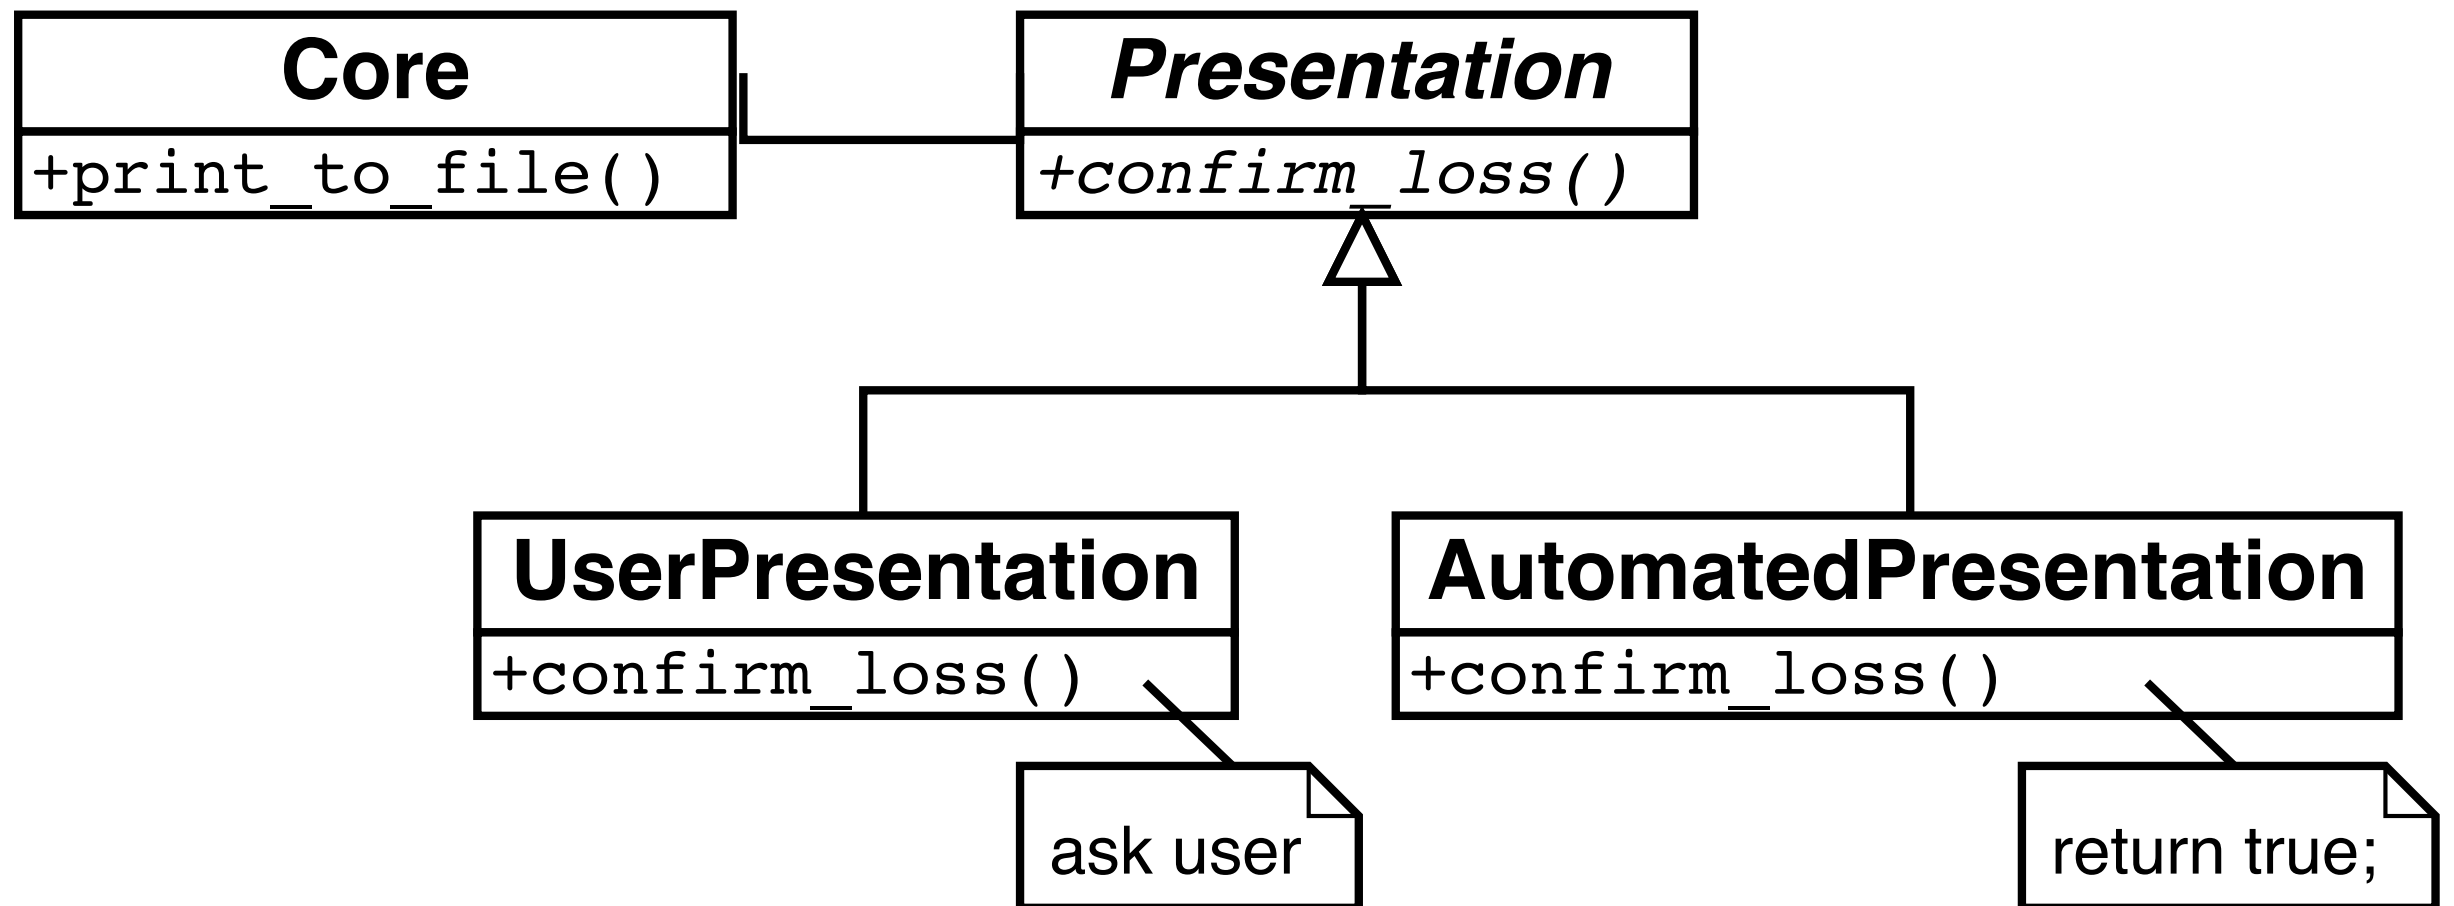 Core
+print_to_file()
Presentation
+confirm_loss()
UserPresentation
+confirm_loss()
AutomatedPresentation
+confirm_loss()
ask user
return true;